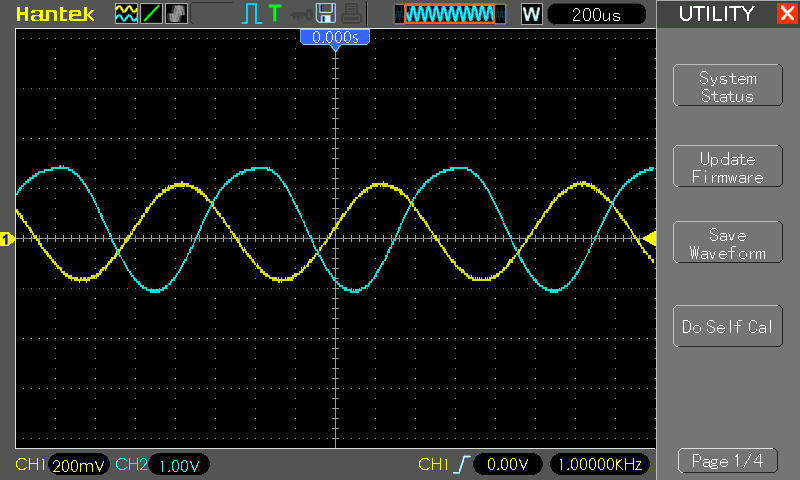 Hantek
T
W
200us
UTILITY
X
0.000s
System
Status
Update
Firmware
Save
Waveform
Do Self Cal
1
CH1 200mV CH2 1.00V CH1 0.00V 1.00000KHz
Page 1/4